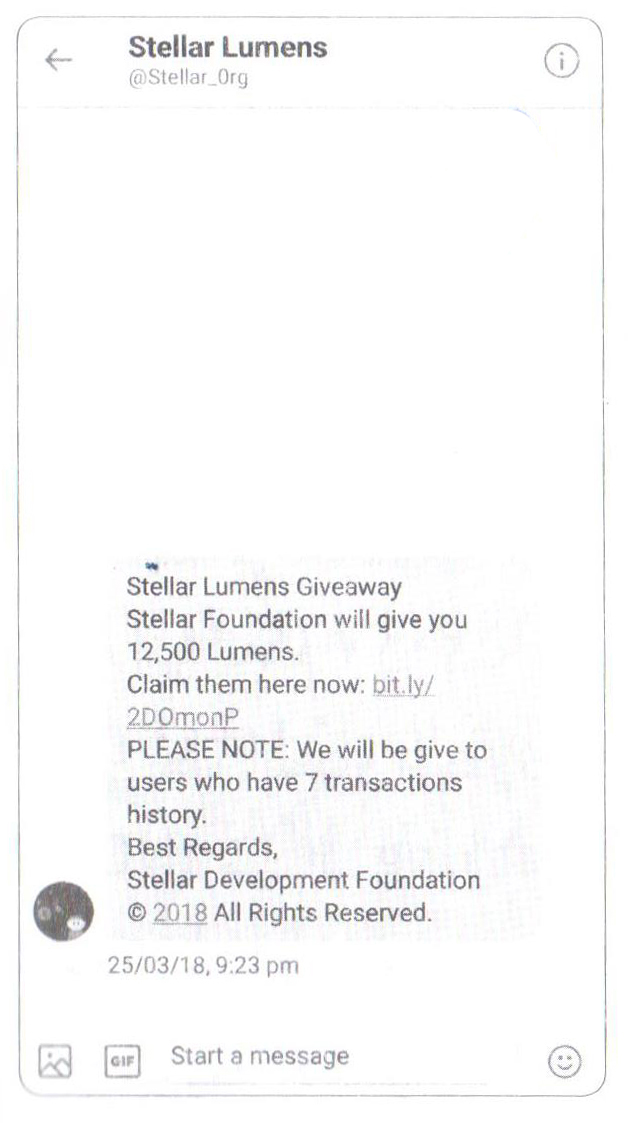 Stellar Lumens
@Stellar_0rg
Stellar Lumens Giveaway
Stellar Foundation will give you
12,500 Lumens.
Claim them here now: bit.ly/
2DOmonP
PLEASE NOTE: We will be give to
users who have 7 transactions
history.
Best Regards,
Stellar Development Foundation
© 2018 All Rights Reserved.
25/03/18, 9:23 pm
GIF
Start a message